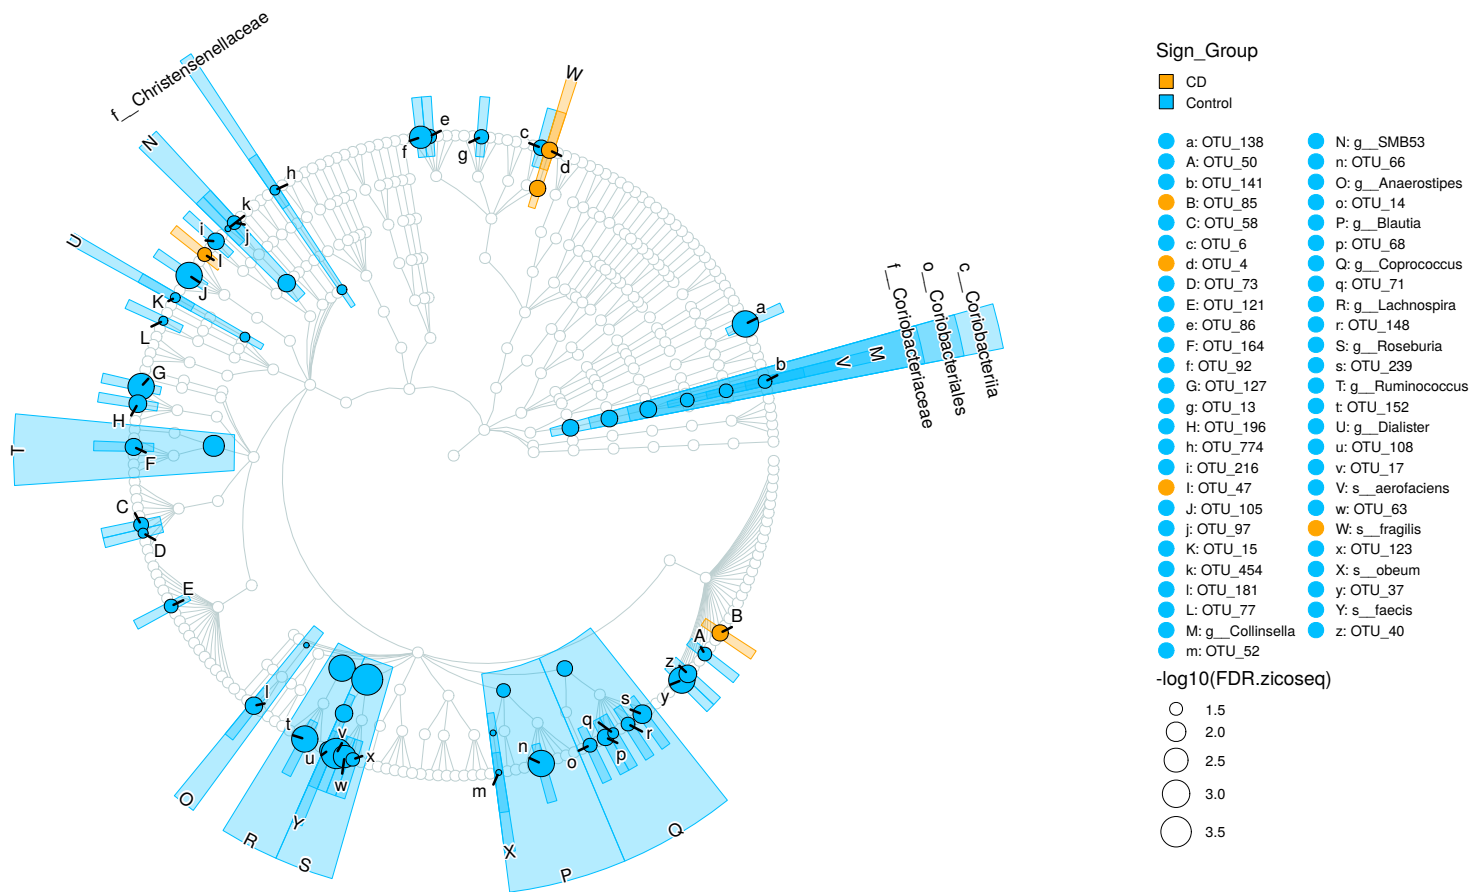 Sign_Group
CD
Control
a: OTU_138
A: OTU_50
b: OTU_141
B: OTU_85
C: OTU_58
c: OTU_6
d: OTU_4
D: OTU_73
E: OTU_121
e: OTU_86
F: OTU_164
f: OTU_92
G: OTU_127
g: OTU_13
H: OTU_196
h: OTU_774
i: OTU_216
I: OTU_47
J: OTU_105
j: OTU_97
K: OTU_15
k: OTU_454
l: OTU_181
L: OTU_77
M: g__Collinsella
m: OTU_52
N: g__SMB53
n: OTU_66
O: g__Anaerostipes
o: OTU_14
P: g__Blautia
p: OTU_68
Q: g__Coprococcus
q: OTU_71
R: g__Lachnospira
r: OTU_148
S: g__Roseburia
s: OTU_239
T: g__Ruminococcus
t: OTU_152
U: g__Dialister
u: OTU_108
v: OTU_17
V: s__aerofaciens
w: OTU_63
W: s__fragilis
x: OTU_123
X: s__obeum
y: OTU_37
Y: s__faecis
z: OTU_40
-log10(FDR.zicoseq)
1.5
2.0
2.5
3.0
3.5
f__Christensenellaceae
W
N
e
c
f
g
d
h
k
j
i
I
U
J
K
L
a
f__Coriobacteriaceae
o__Coriobacteriales
c__Coriobacteriia
b
M
V
G
H
T
F
C
D
E
B
A
z
y
l
t
v
u
x
w
s
q
r
n
o
p
m
O
R
Y
S
X
P
Q